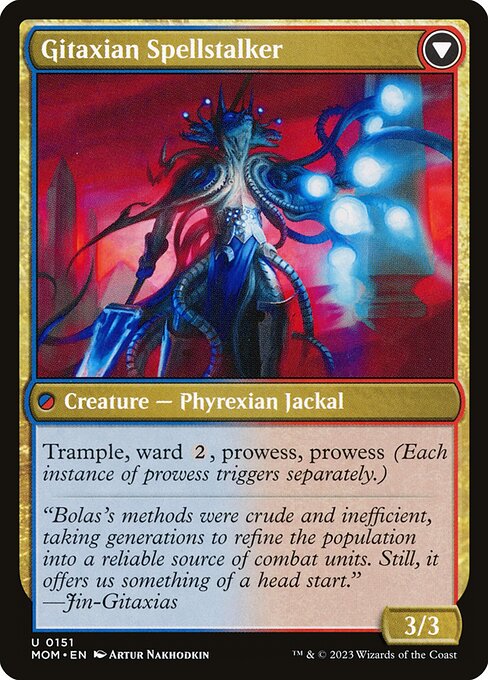 Gitaxian Spellstalker
Creature — Phyrexian Jackal
Trample, ward 2, prowess, prowess (Each
instance of prowess triggers separately.)
“Bolas’s methods were crude and inefficient,
taking generations to refine the population
into a reliable source of combat units. Still, it
offers us something of a head start.”
—Jin-Gitaxias
3/3
U 0151
MOM • EN Artur Nakhodkin
™ & © 2023 Wizards of the Coast